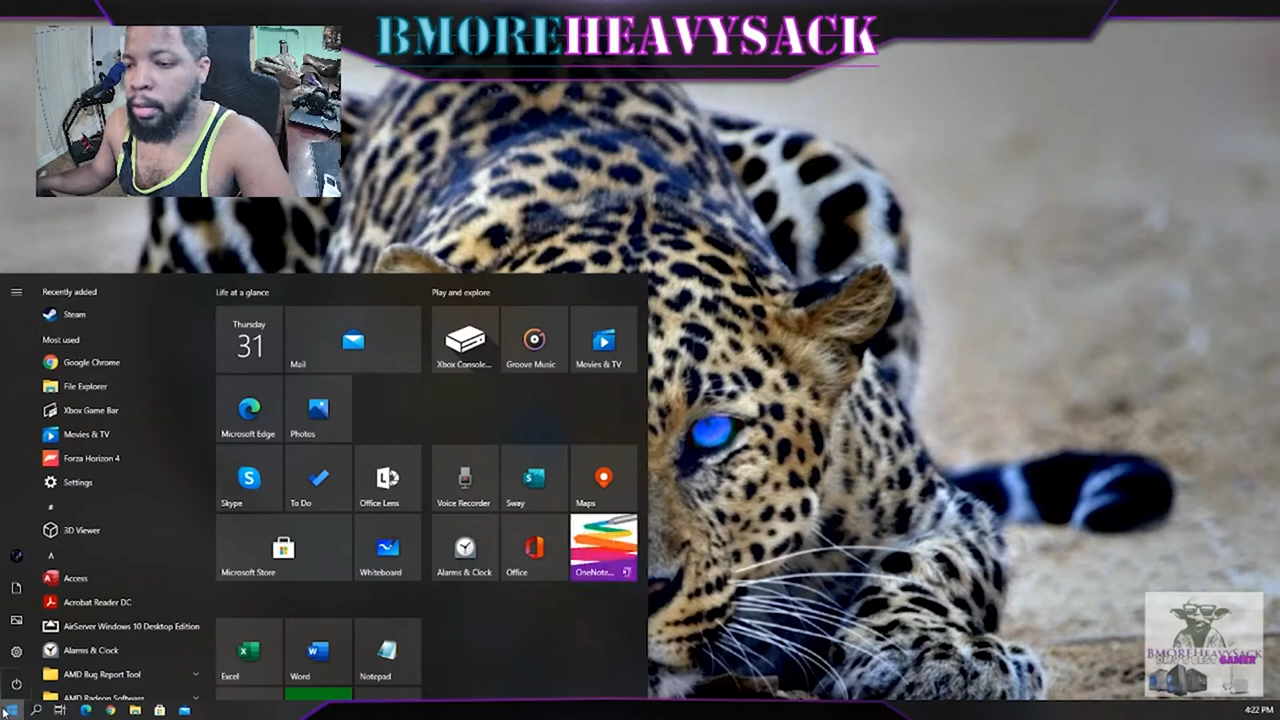 BMOREHEAVYSACK
Recently added
Steam
Most used
Google Chrome
File Explorer
Xbox Game Bar
Movies & TV
Forza Horizon 4
Settings
#
3D Viewer
A
Access
Acrobat Reader DC
AirServer Windows 10 Desktop Edition
Alarms & Clock
AMD Bug Report Tool
AMD Radeon Software
Life at a glance
Thursday
31
Mail
Microsoft Edge
Photos
Skype
To Do
Office Lens
Microsoft Store
Whiteboard
Excel
Word
Notepad
Play and explore
Xbox Console...
Groove Music
Movies & TV
Voice Recorder
Sway
Maps
Alarms & Clock
Office
OneNote...
BMOREHEAVYSACK
4:22 PM